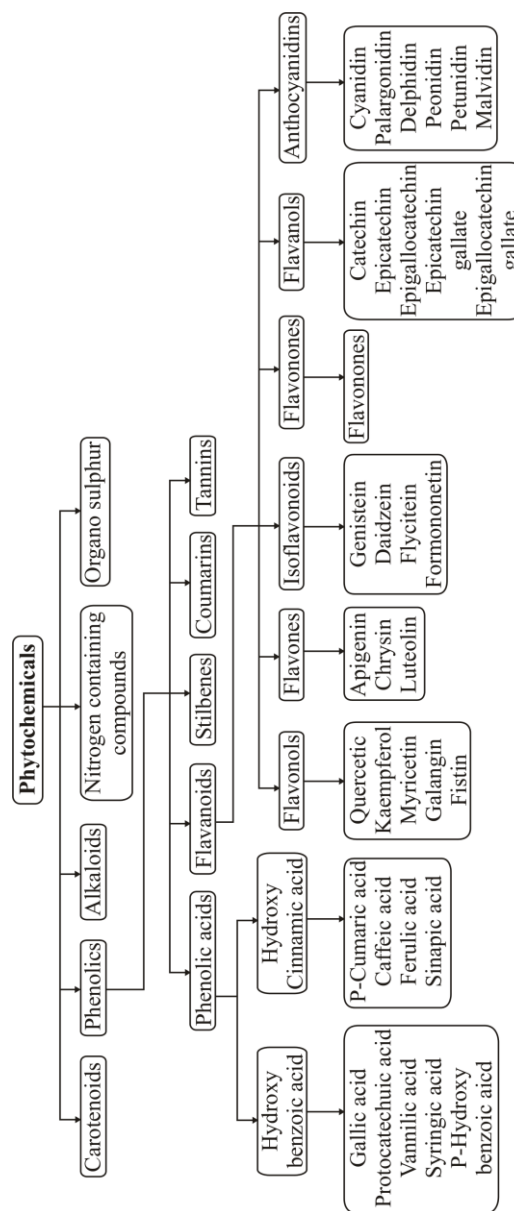 Phytochemicals
Carotenoids
Phenolics
Alkaloids
Nitrogen containing
compounds
Organo sulphur
Phenolic acids
Flavanoids
Stilbenes
Coumarins
Tannins
Hydroxy
benzoic acid
Hydroxy
Cinnamic acid
Flavonols
Flavones
Isoflavonoids
Flavonones
Flavanols
Anthocyanidins
Gallic acid
Protocatechuic acid
Vannilic acid
Syringic acid
P-Hydroxy
benzoic aicd
P-Cumaric acid
Caffeic acid
Ferulic acid
Sinapic acid
Quercetic
Kaempferol
Myricetin
Galangin
Fistin
Apigenin
Chrysin
Luteolin
Genistein
Daidzein
Flycitein
Formononetin
Flavonones
Catechin
Epicatechin
Epigallocatechin
Epicatechin
gallate
Epigallocatechin
gallate
Cyanidin
Palargonidin
Delphidin
Peonidin
Petunidin
Malvidin